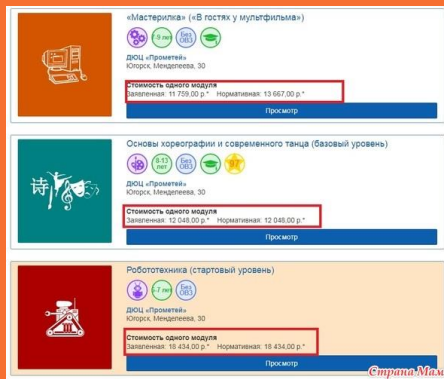 «Мастерилка» («В гостях у мультфильма»)
7-9 лет
Без ОВЗ
ДЮЦ «Прометей»
Югорск, Менделеева, 30
Стоимость одного модуля
Заявленная: 11 759,00 р.* Нормативная: 13 667,00 р.*
Просмотр
Основы хореографии и современного танца (базовый уровень)
8-13 лет
Без ОВЗ
97
ДЮЦ «Прометей»
Югорск, Менделеева, 30
Стоимость одного модуля
Заявленная: 12 048,00 р.* Нормативная: 12 048,00 р.*
Просмотр
诗
Робототехника (стартовый уровень)
5-7 лет
Без ОВЗ
ДЮЦ «Прометей»
Югорск, Менделеева, 30
Стоимость одного модуля
Заявленная: 18 434,00 р.* Нормативная: 18 434,00 р.*
Просмотр
Страна Мам